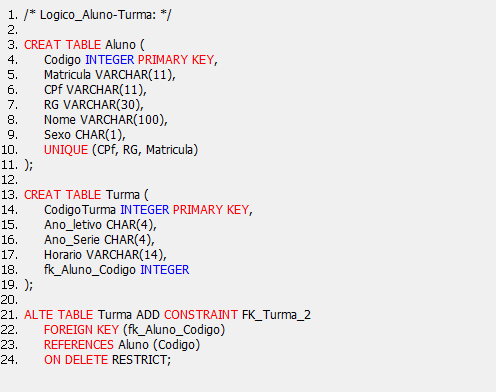 1. /* Logico_Aluno-Turma: */
2.
3. CREAT TABLE Aluno (
4. Codigo INTEGER PRIMARY KEY,
5. Matricula VARCHAR(11),
6. CPf VARCHAR(11),
7. RG VARCHAR(30),
8. Nome VARCHAR(100),
9. Sexo CHAR(1),
10. UNIQUE (CPf, RG, Matricula)
11. );
12.
13. CREAT TABLE Turma (
14. CodigoTurma INTEGER PRIMARY KEY,
15. Ano_letivo CHAR(4),
16. Ano_Serie CHAR(4),
17. Horario VARCHAR(14),
18. fk_Aluno_Codigo INTEGER
19. );
20.
21. ALTE TABLE Turma ADD CONSTRAINT FK_Turma_2
22. FOREIGN KEY (fk_Aluno_Codigo)
23. REFERENCES Aluno (Codigo)
24. ON DELETE RESTRICT;